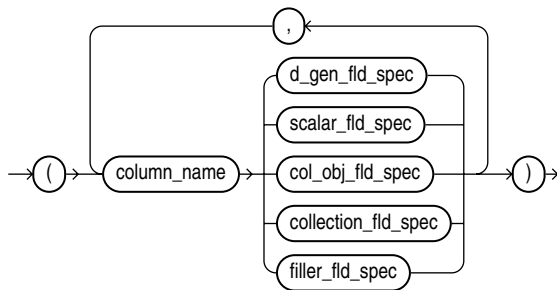 ,
d_gen_fld_spec
scalar_fld_spec
( column_name col_obj_fld_spec )
collection_fld_spec
filler_fld_spec